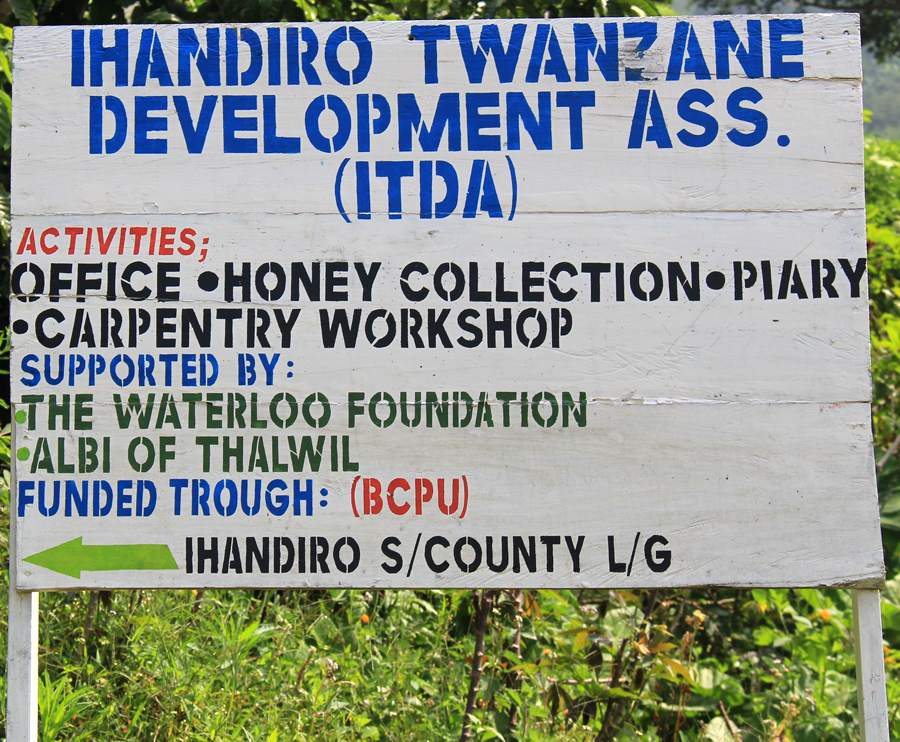 IHANDIRO TWANZANE
DEVELOPMENT ASS.
(ITDA)
ACTIVITIES;
OFFICE •HONEY COLLECTION•PIARY
•CARPENTRY WORKSHOP
SUPPORTED BY:
•THE WATERLOO FOUNDATION
•ALBI OF THALWIL
FUNDED TROUGH: (BCPU)
IHANDIRO S/COUNTY L/G